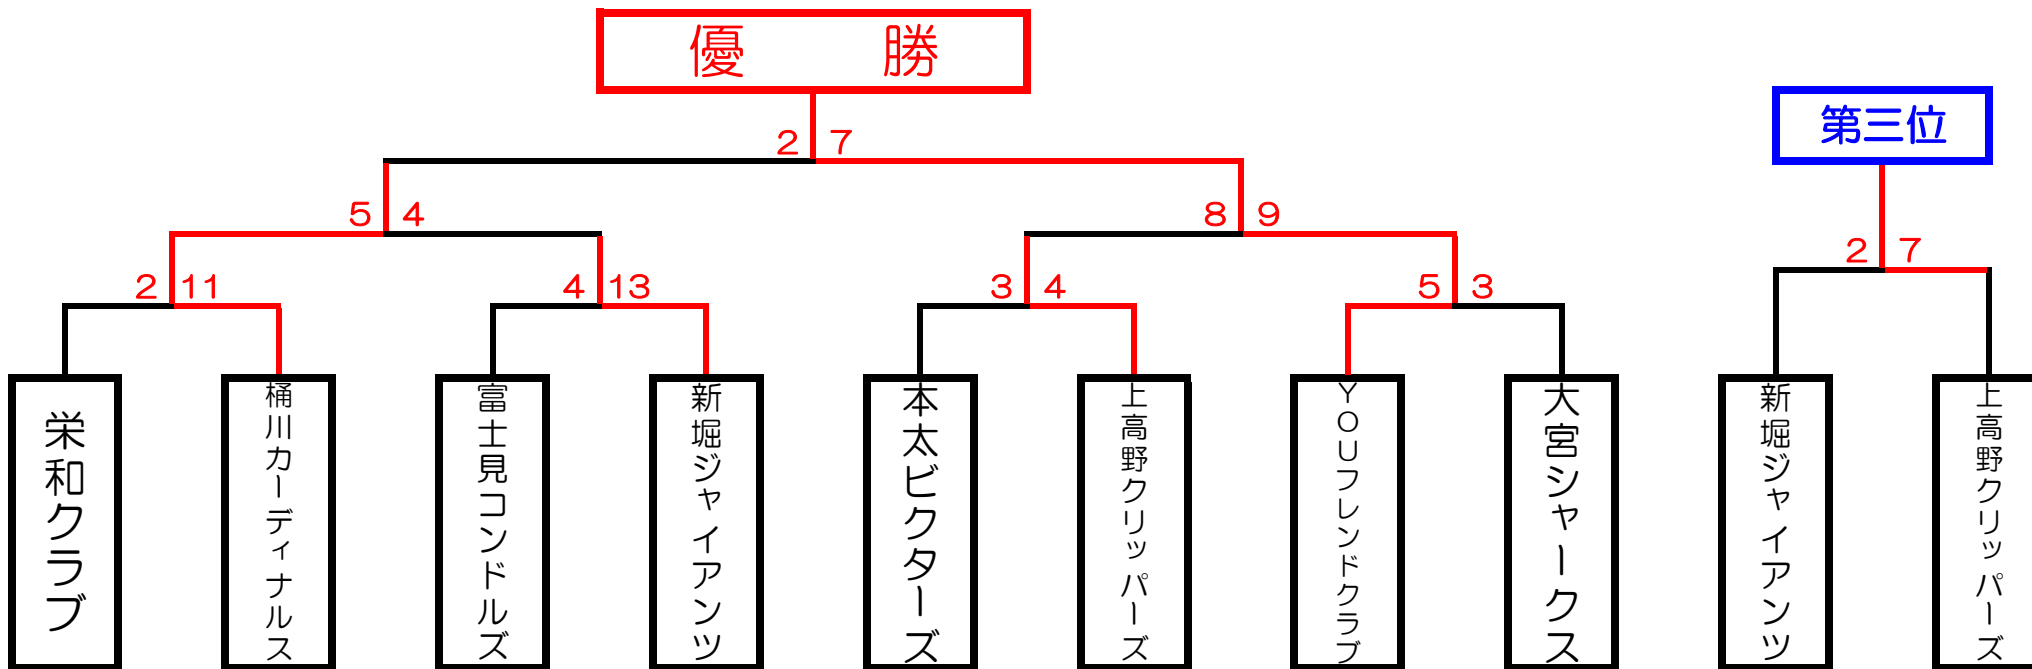 優 勝
第三位
2 7
5 4
8 9
2 7
2 11
4 13
3 4
5 3
栄和クラブ
桶川カーディナルス
富士見コンドルズ
新堀ジャイアンツ
本太ビクターズ
上高野クリッパーズ
YOUフレンドクラブ
大宮シャークス
新堀ジャイアンツ
上高野クリッパーズ